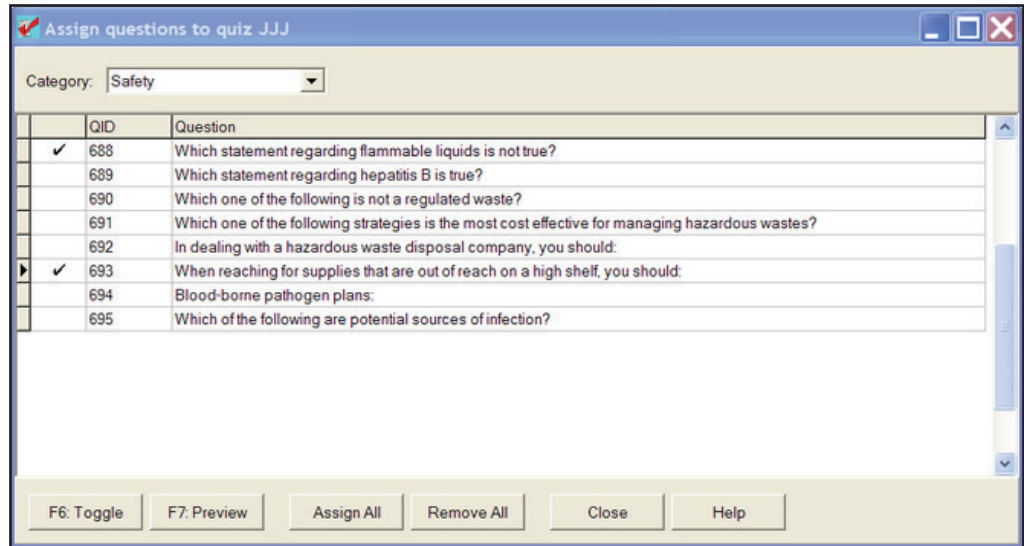 Assign questions to quiz JJJ
Category: Safety
QID Question
✓ 688 Which statement regarding flammable liquids is not true?
689 Which statement regarding hepatitis B is true?
690 Which one of the following is not a regulated waste?
691 Which one of the following strategies is the most cost effective for managing hazardous wastes?
692 In dealing with a hazardous waste disposal company, you should:
✓ 693 When reaching for supplies that are out of reach on a high shelf, you should:
694 Blood-borne pathogen plans:
695 Which of the following are potential sources of infection?
F6: Toggle F7: Preview Assign All Remove All Close Help